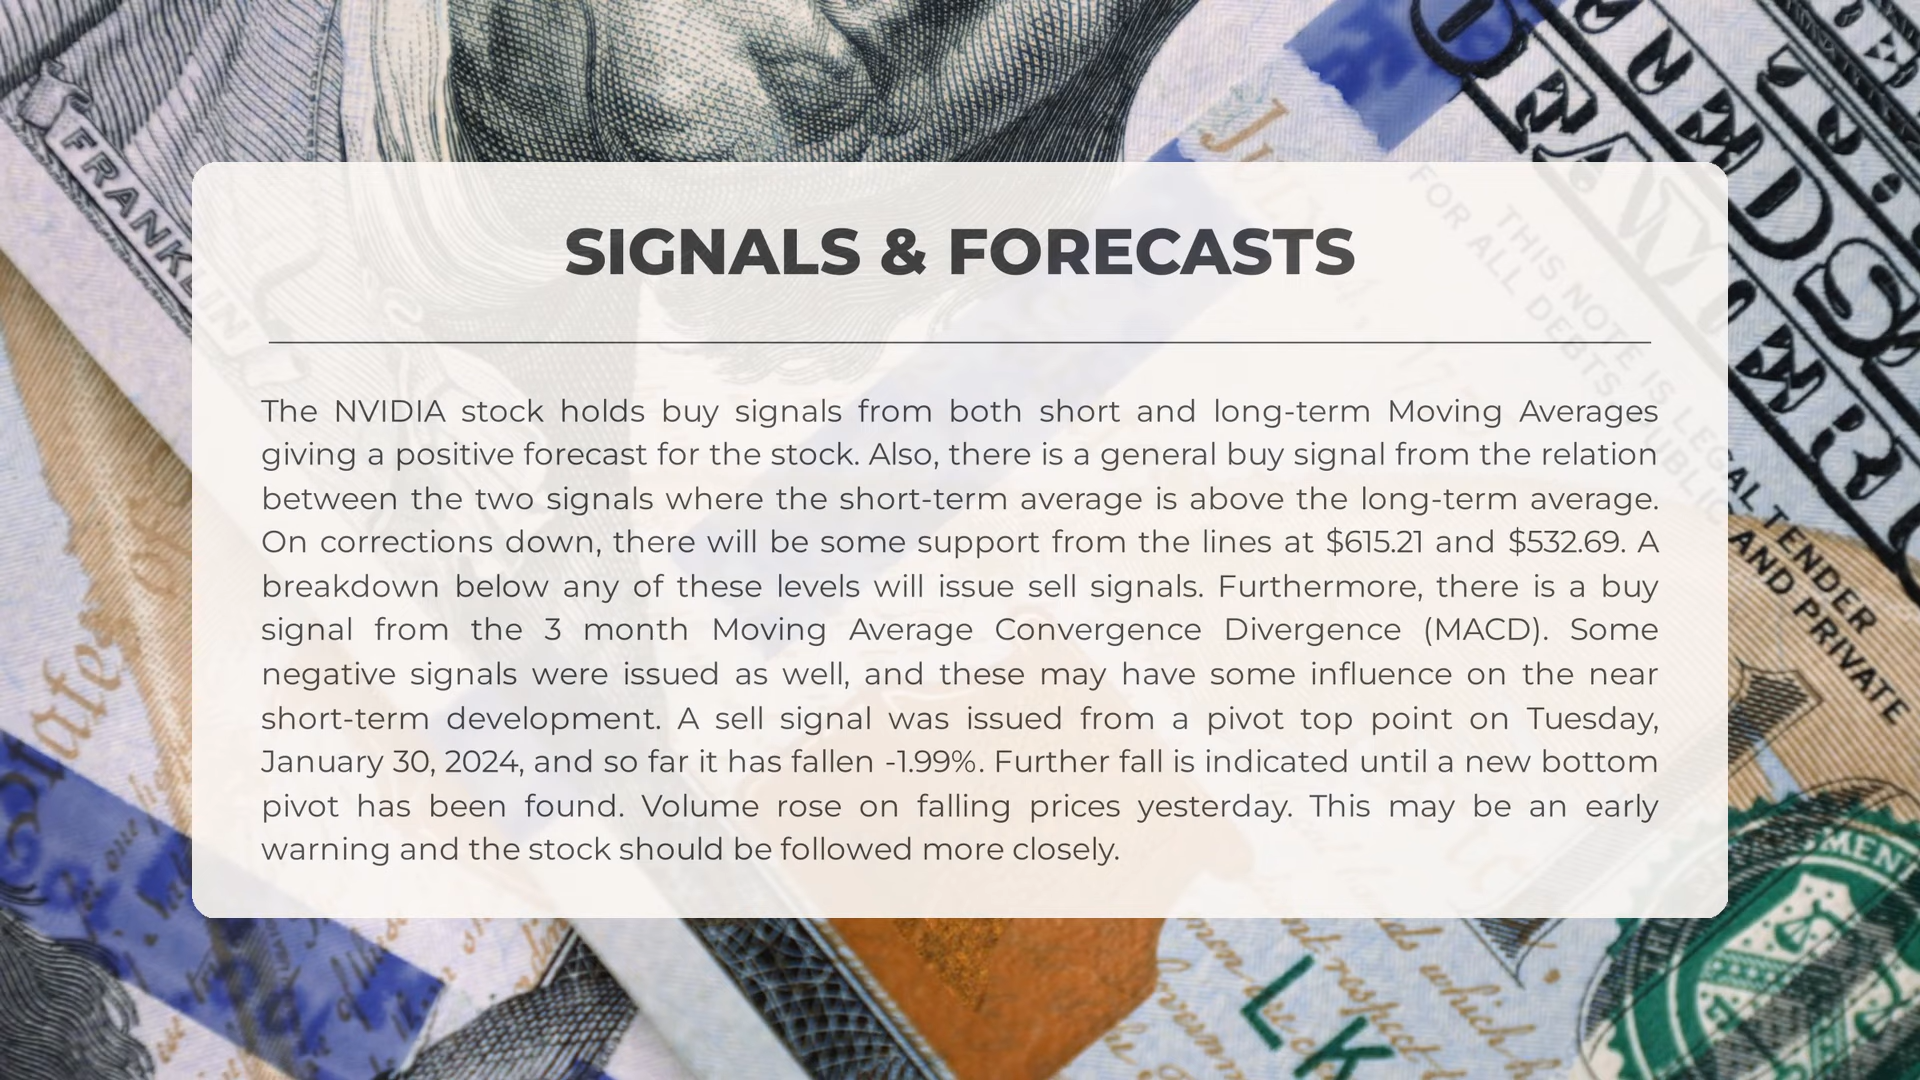 FRANKLIN
SIGNALS & FORECASTS
THIS NOTE IS LEGAL TENDER
FOR ALL DEBTS, PUBLIC AND PRIVATE
The NVIDIA stock holds buy signals from both short and long-term Moving Averages
giving a positive forecast for the stock. Also, there is a general buy signal from the relation
between the two signals where the short-term average is above the long-term average.
On corrections down, there will be some support from the lines at $615.21 and $532.69. A
breakdown below any of these levels will issue sell signals. Furthermore, there is a buy
signal from the 3 month Moving Average Convergence Divergence (MACD). Some
negative signals were issued as well, and these may have some influence on the near
short-term development. A sell signal was issued from a pivot top point on Tuesday,
January 30, 2024, and so far it has fallen -1.99%. Further fall is indicated until a new bottom
pivot has been found. Volume rose on falling prices yesterday. This may be an early
warning and the stock should be followed more closely.